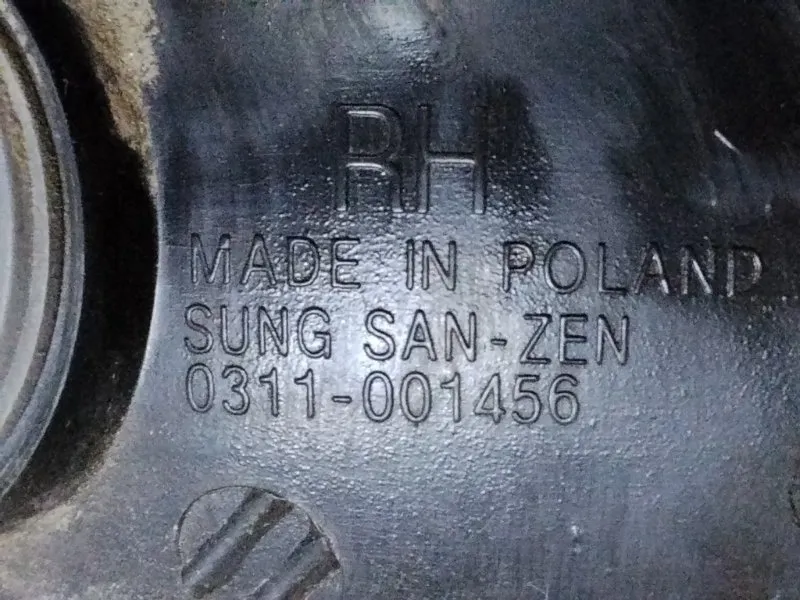 RH
MADE IN POLAND
SUNG SAN-ZEN
0311-001456